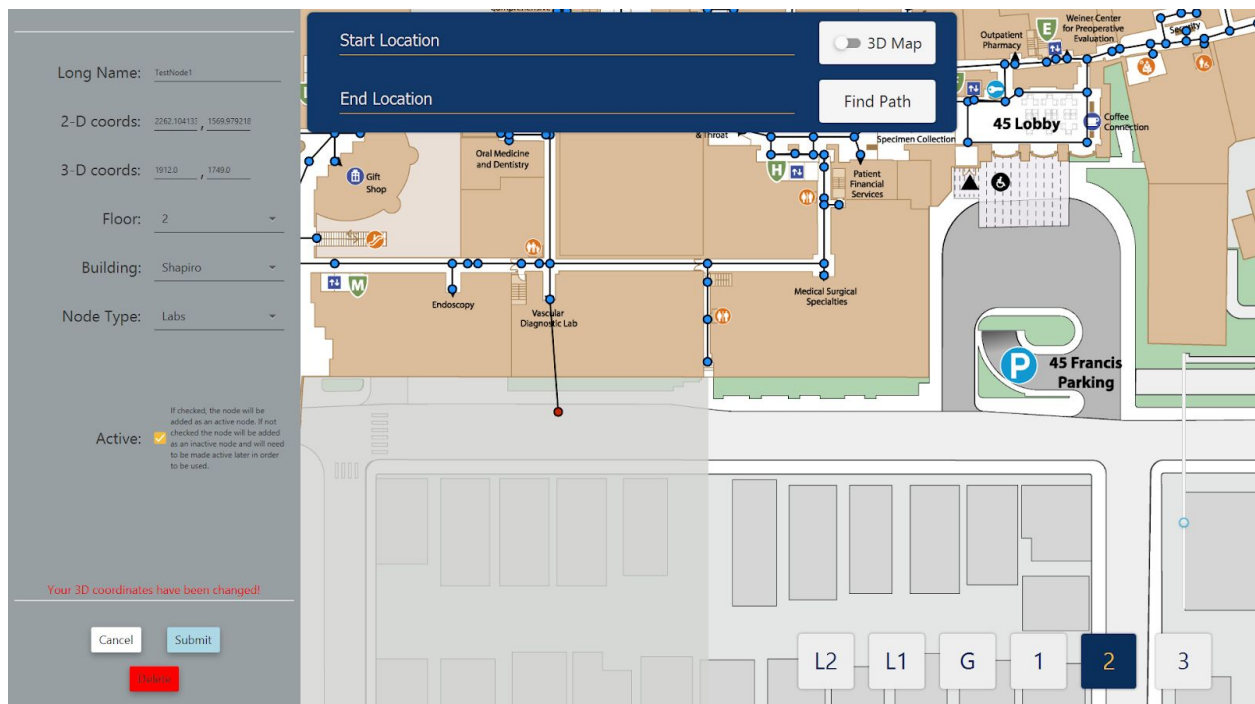 Long Name: TestNode1
2-D coords: 2262.104133 , 1569.979218
3-D coords: 1912.0 , 1749.0
Floor: 2
Building: Shapiro
Node Type: Labs
Active:
If checked, the node will be
added as an active node. If not
checked the node will be added
as an inactive node and will need
to be made active later in order
to be used.
Your 3D coordinates have been changed!
Cancel
Submit
Delete
Start Location
3D Map
End Location
Find Path
Outpatient
Pharmacy
E
Weiner Center
for Preoperative
Evaluation
Security
45 Lobby
Coffee
Connection
& Throat
Specimen Collection
Oral Medicine
and Dentistry
Gift
Shop
H
Patient
Financial
Services
M
Endoscopy
Vascular
Diagnostic Lab
Medical Surgical
Specialties
P
45 Francis
Parking
L2
L1
G
1
2
3